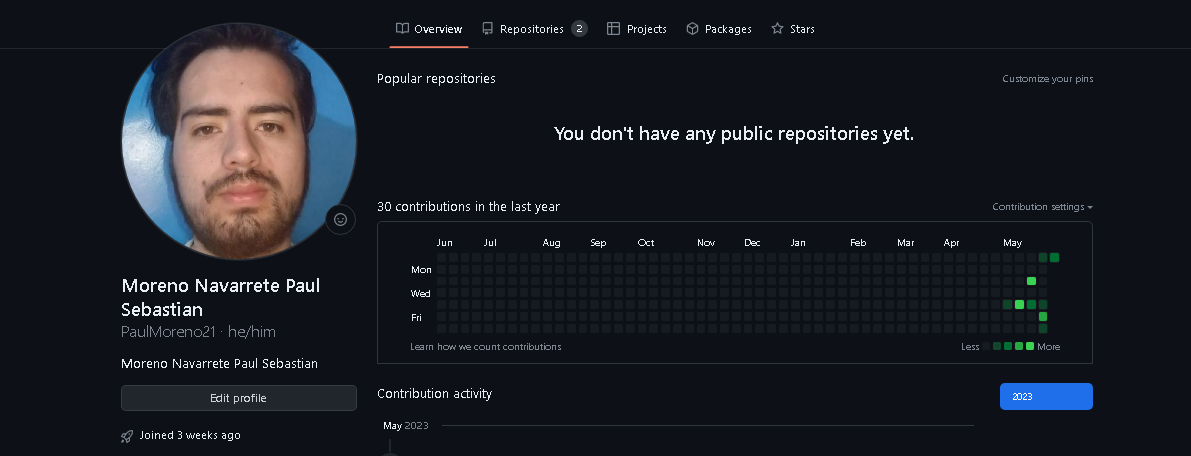 Overview Repositories 2 Projects Packages Stars
Popular repositories
Customize your pins
You don't have any public repositories yet.
30 contributions in the last year
Contribution settings
Jun Jul Aug Sep Oct Nov Dec Jan Feb Mar Apr May
Mon
Wed
Fri
Learn how we count contributions
Less More
Moreno Navarrete Paul
Sebastian
PaulMoreno21 · he/him
Moreno Navarrete Paul Sebastian
Edit profile
Joined 3 weeks ago
Contribution activity
2023
May 2023